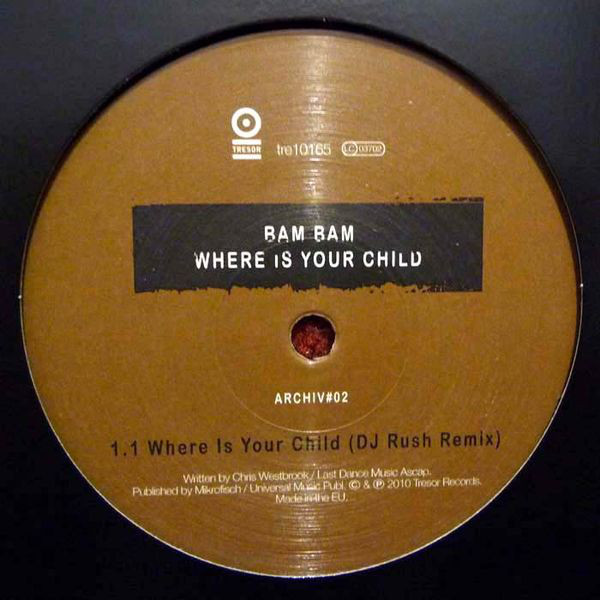 TRESOR tre10165 LC 03702
BAM BAM
WHERE IS YOUR CHILD
ARCHIV#02
1.1 Where Is Your Child (DJ Rush Remix)
Written by Chris Westbrook / Last Dance Music Ascap.
Published by Mikrofisch / Universal Music Publ. © & ℗ 2010 Tresor Records.
Made in the EU.